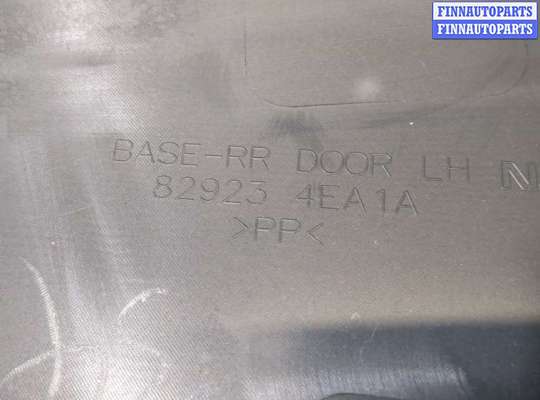 FINNAUTOPARTS
FINNAUTOPARTS
BASE-RR DOOR LH
82923 4EA1A
>PP<